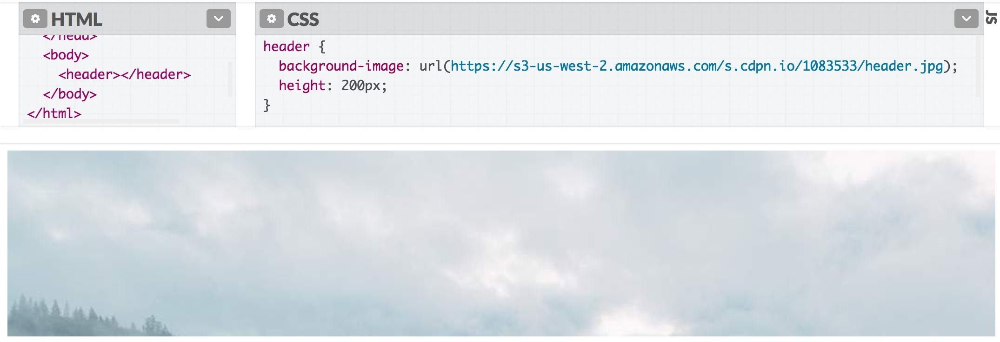 HTML
</head>
<body>
<header></header>
</body>
</html>
CSS
header {
background-image: url(https://s3-us-west-2.amazonaws.com/s.cdpn.io/1083533/header.jpg);
height: 200px;
}
JS